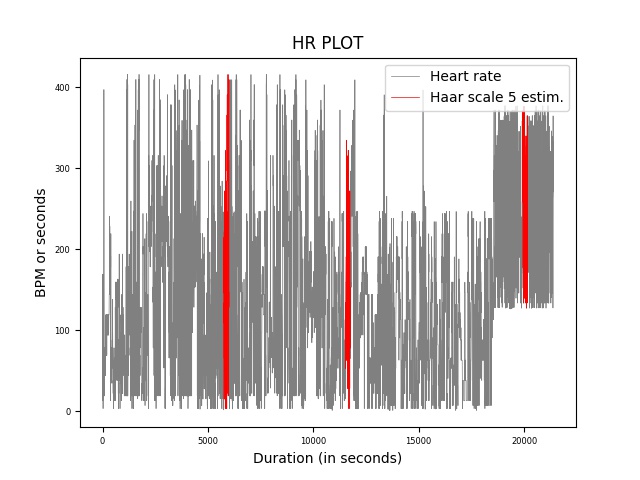 HR PLOT
Heart rate
Haar scale 5 estim.
BPM or seconds
400
300
200
100
0
0 5000 10000 15000 20000
Duration (in seconds)